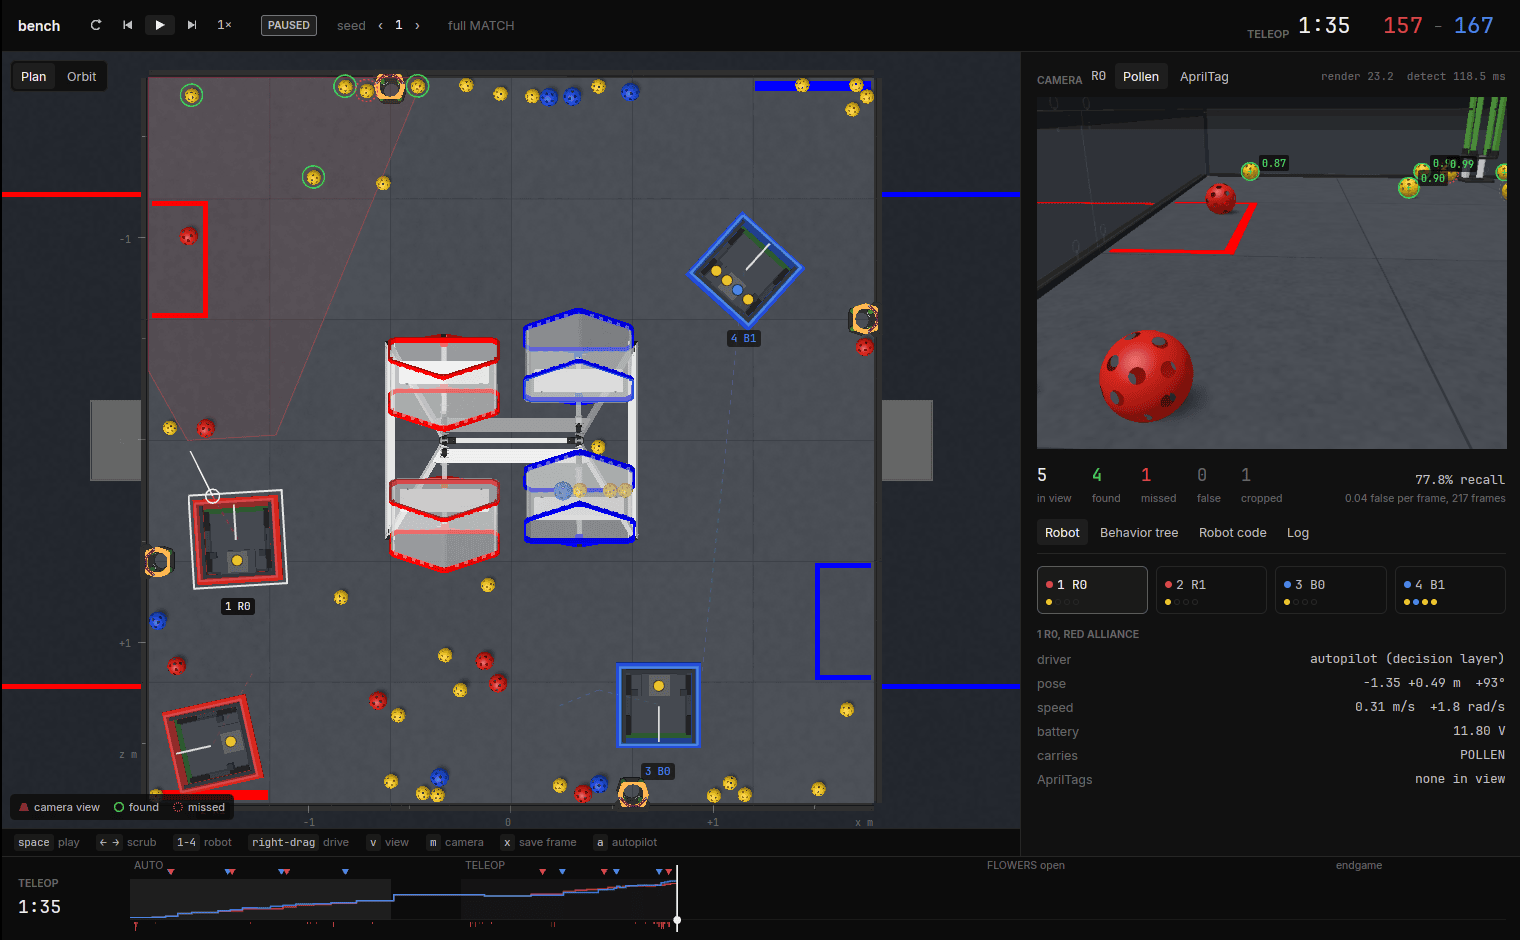 bench
1×
PAUSED
seed ‹ 1 ›
full MATCH
TELEOP 1:35 157 – 167
Plan Orbit
CAMERA R0 Pollen AprilTag
render 23.2 detect 118.5 ms
0.87
0.99
0.90
-1
+1
z m
4 B1
1 R0
3 B0
-1 0 +1 x m
camera view found missed
5 4 1 0 1
in view found missed false cropped
77.8% recall
0.04 false per frame, 217 frames
Robot Behavior tree Robot code Log
1 R0 2 R1 3 B0 4 B1
1 R0, RED ALLIANCE
driver autopilot (decision layer)
pose -1.35 +0.49 m +93°
speed 0.31 m/s +1.8 rad/s
battery 11.80 V
carries POLLEN
AprilTags none in view
space play ← → scrub 1-4 robot right-drag drive v view m camera x save frame a autopilot
AUTO TELEOP FLOWERS open endgame
TELEOP
1:35